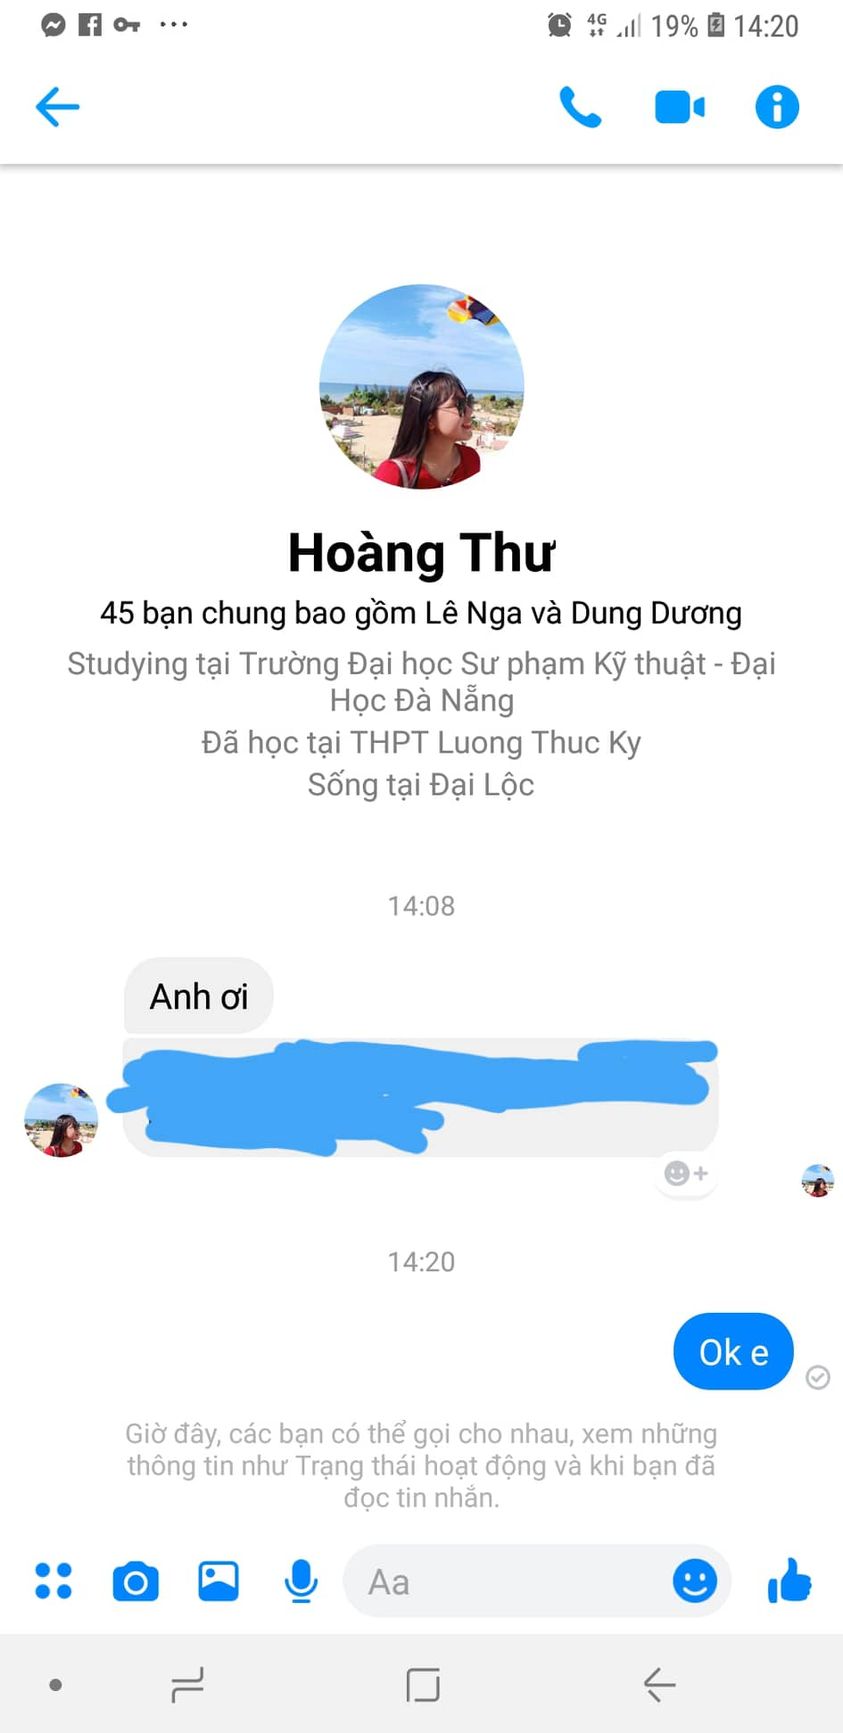 4G 19% 14:20
Hoàng Thư
45 bạn chung bao gồm Lê Nga và Dung Dương
Studying tại Trường Đại học Sư phạm Kỹ thuật - Đại
Học Đà Nẵng
Đã học tại THPT Luong Thuc Ky
Sống tại Đại Lộc
14:08
Anh ơi
14:20
Ok e
Giờ đây, các bạn có thể gọi cho nhau, xem những
thông tin như Trạng thái hoạt động và khi bạn đã
đọc tin nhắn.
Aa